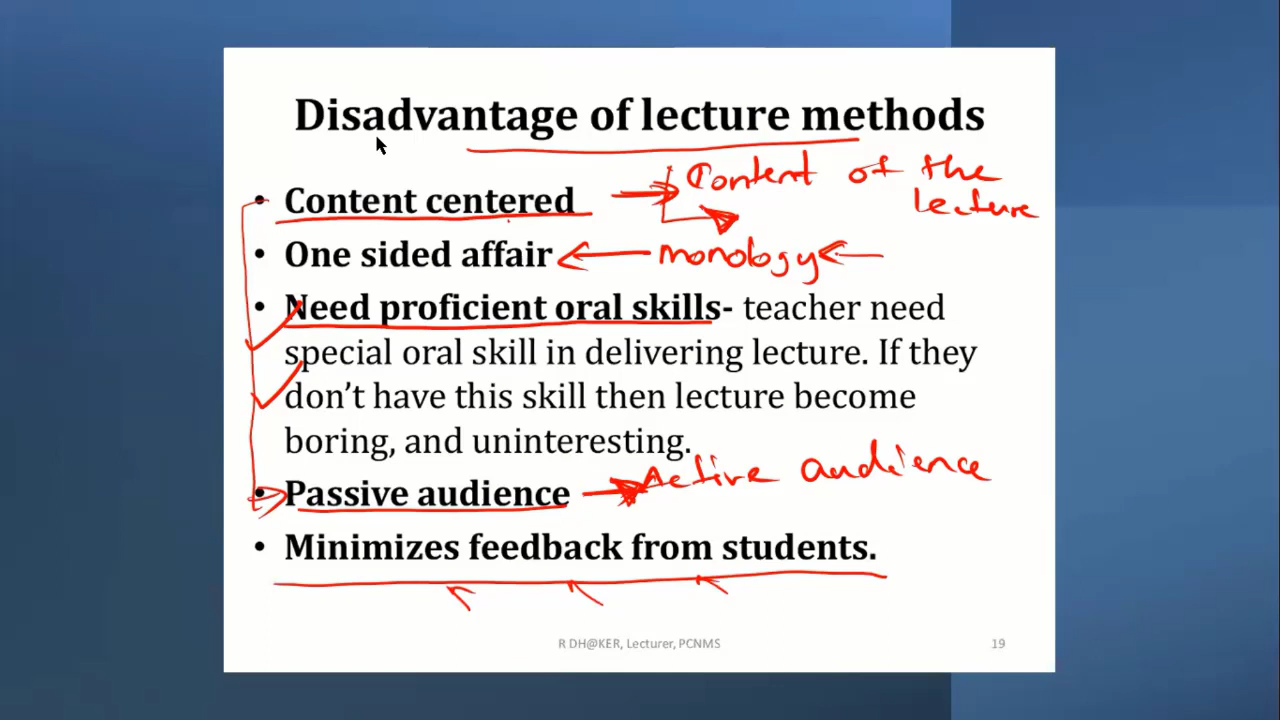 Disadvantage of lecture methods
• Content centered
Content of the
lecture
• One sided affair
monology
• Need proficient oral skills- teacher need
special oral skill in delivering lecture. If they
don’t have this skill then lecture become
boring, and uninteresting.
• Passive audience
Active audience
• Minimizes feedback from students.
R DH@KER, Lecturer, PCNMS
19